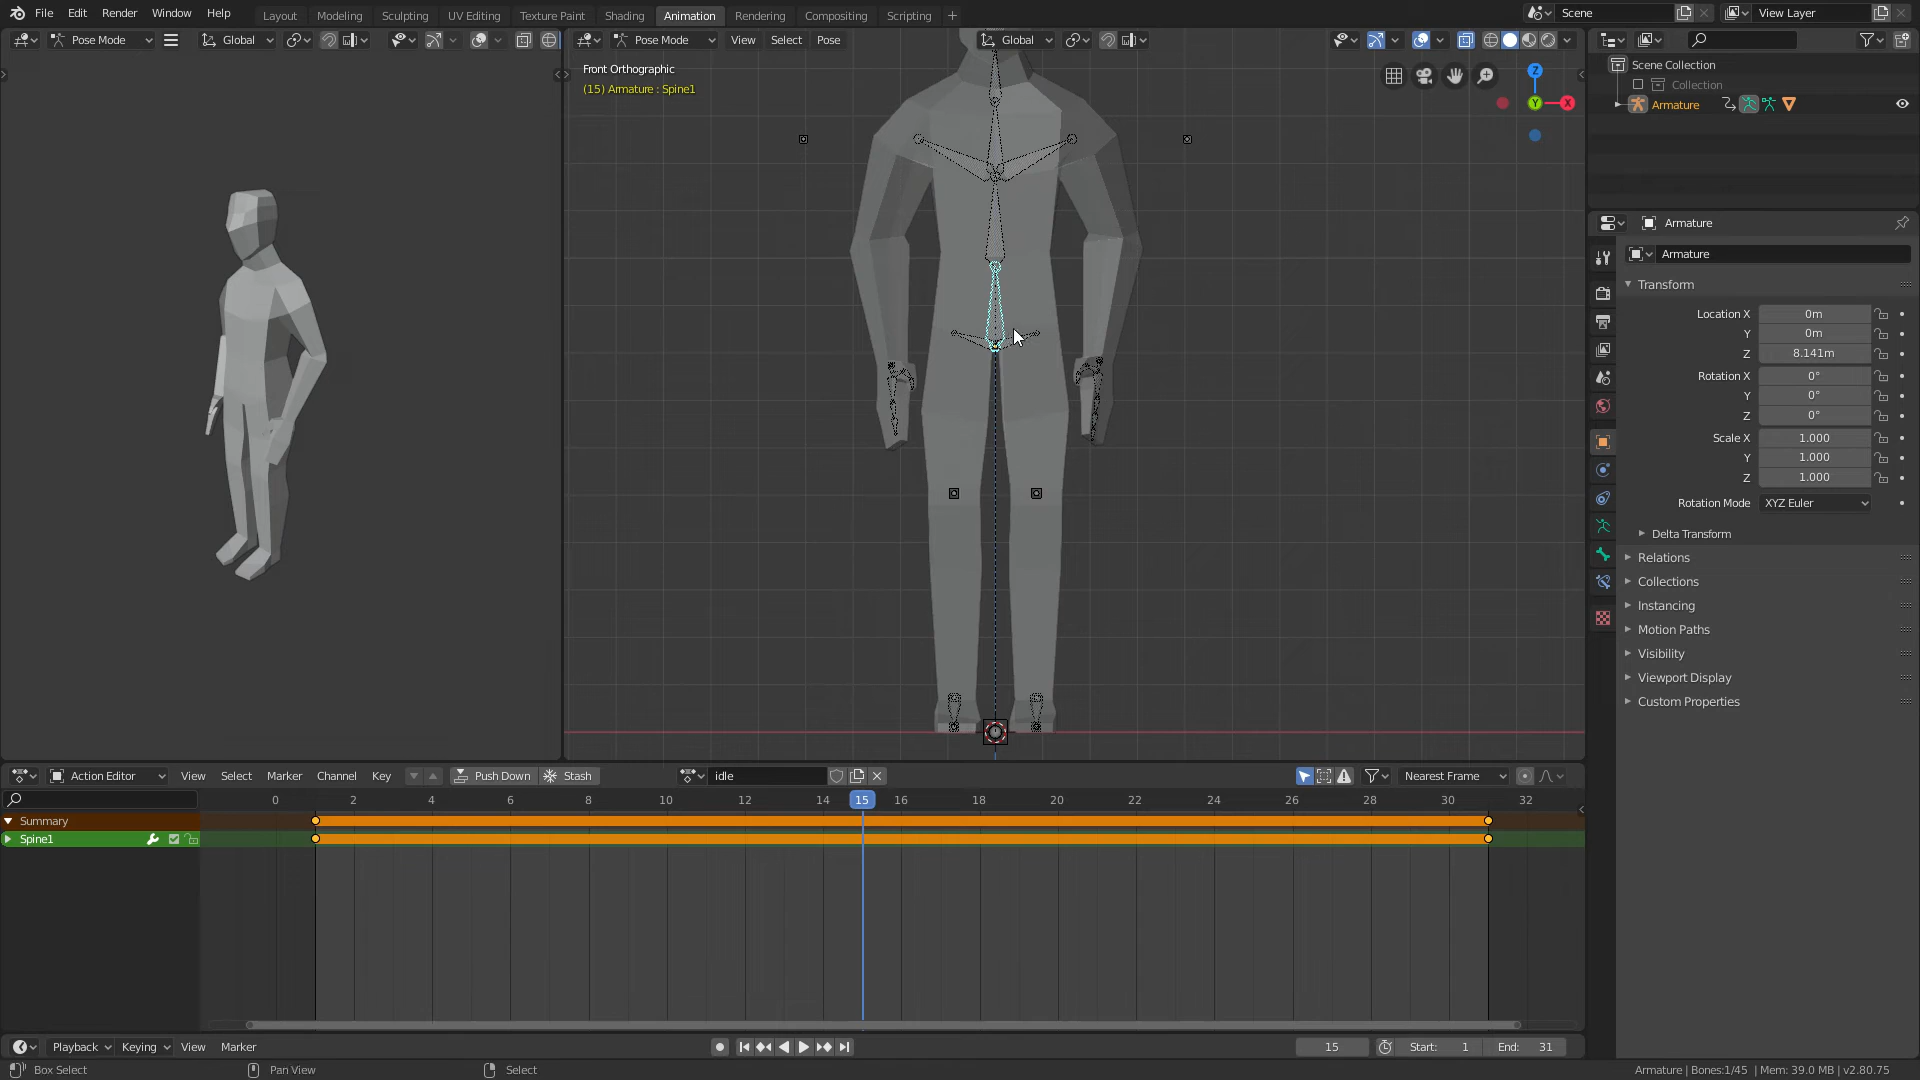 File Edit Render Window Help Layout Modeling Sculpting UV Editing Texture Paint Shading Animation Rendering Compositing Scripting + Scene View Layer
Pose Mode Global Pose Mode View Select Pose Global
Front Orthographic
(15) Armature : Spine1
Z
Y
X
Scene Collection
Collection
Armature
Armature
Armature
Transform
Location X 0m
Y 0m
Z 8.141m
Rotation X 0°
Y 0°
Z 0°
Scale X 1.000
Y 1.000
Z 1.000
Rotation Mode XYZ Euler
Delta Transform
Relations
Collections
Instancing
Motion Paths
Visibility
Viewport Display
Custom Properties
Action Editor View Select Marker Channel Key Push Down Stash idle Nearest Frame
0 2 4 6 8 10 12 14 15 16 18 20 22 24 26 28 30 32
Summary
Spine1
Playback Keying View Marker 15 Start: 1 End: 31
Box Select Pan View Select Armature | Bones:1/45 | Mem: 39.0 MB | v2.80.75